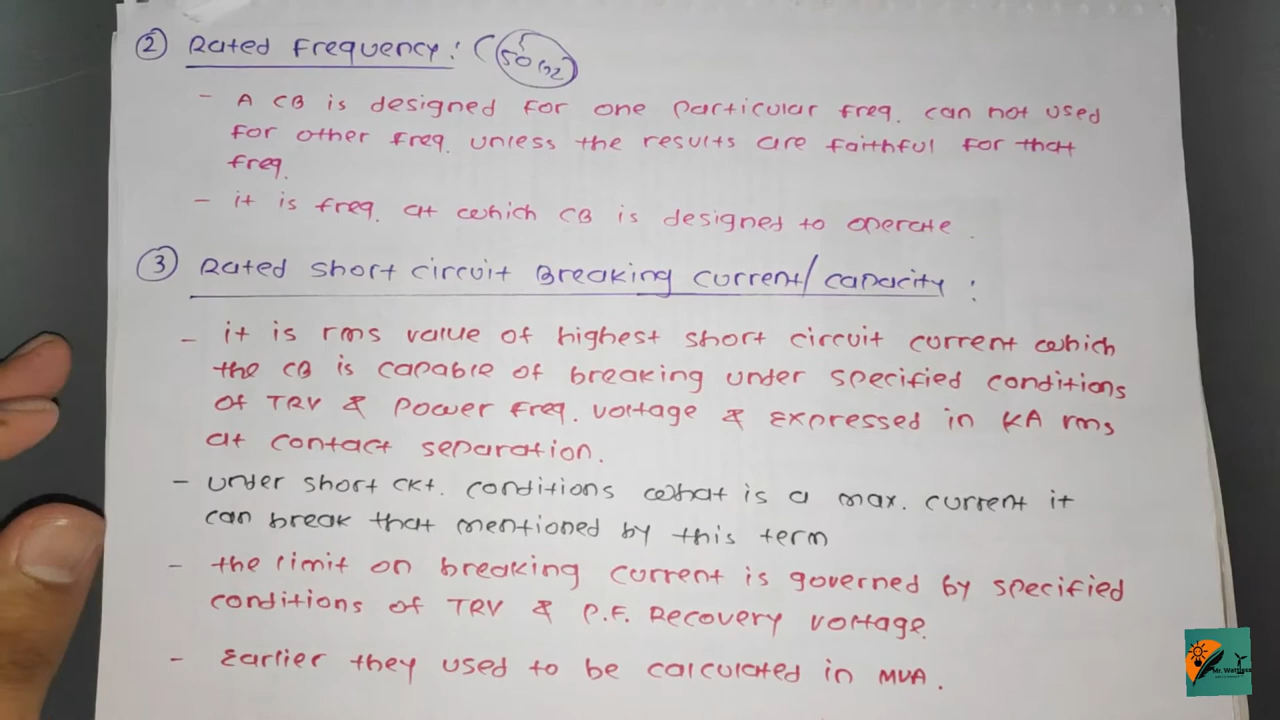 ② Rated Frequency: (50Hz)
- A CB is designed for one particular freq. can not used
for other freq. unless the results are faithful for that
freq.
- it is freq. at which CB is designed to operate.
③ Rated short circuit Breaking current/capacity :
- it is rms value of highest short circuit current which
the CB is capable of breaking under specified conditions
of TRV & Power freq. voltage & expressed in KA rms
at contact separation.
- under short ckt. conditions what is a max. current it
can break that mentioned by this term
- the limit on breaking current is governed by specified
conditions of TRV & P.F. Recovery voltage.
- Earlier they used to be calculated in MVA.